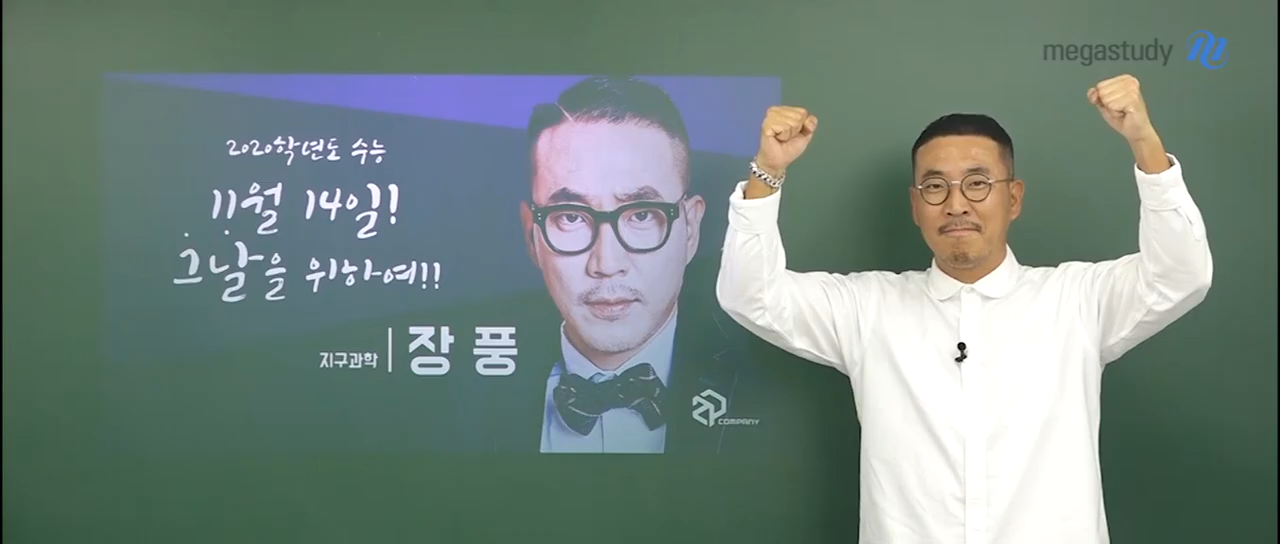 megastudy
2020학년도 수능
11월 14일!
그날을 위하여!!
지구과학 | 장 풍
COMPANY